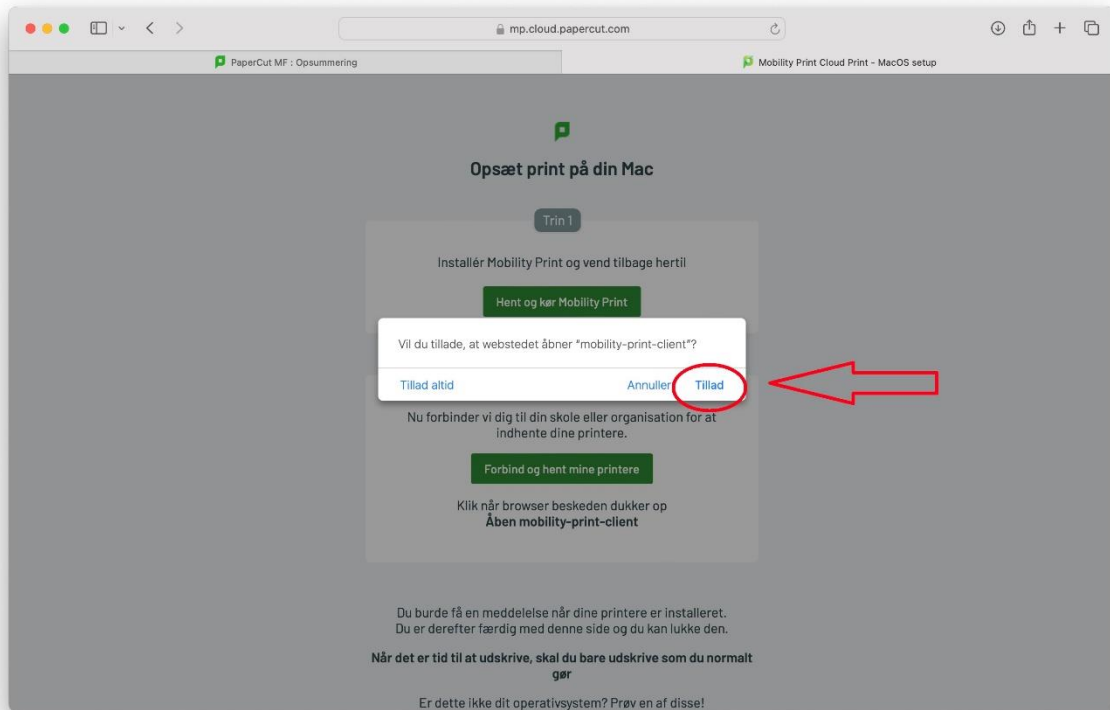 mp.cloud.papercut.com
PaperCut MF : Opsummering
Mobility Print Cloud Print - MacOS setup
Opsæt print på din Mac
Trin 1
Installér Mobility Print og vend tilbage hertil
Hent og kør Mobility Print
Vil du tillade, at webstedet åbner “mobility-print-client”?
Tillad altid
Annuller
Tillad
Nu forbinder vi dig til din skole eller organisation for at
indhente dine printere.
Forbind og hent mine printere
Klik når browser beskeden dukker op
Åben mobility-print-client
Du burde få en meddelelse når dine printere er installeret.
Du er derefter færdig med denne side og du kan lukke den.
Når det er tid til at udskrive, skal du bare udskrive som du normalt
gør
Er dette ikke dit operativsystem? Prøv en af disse!